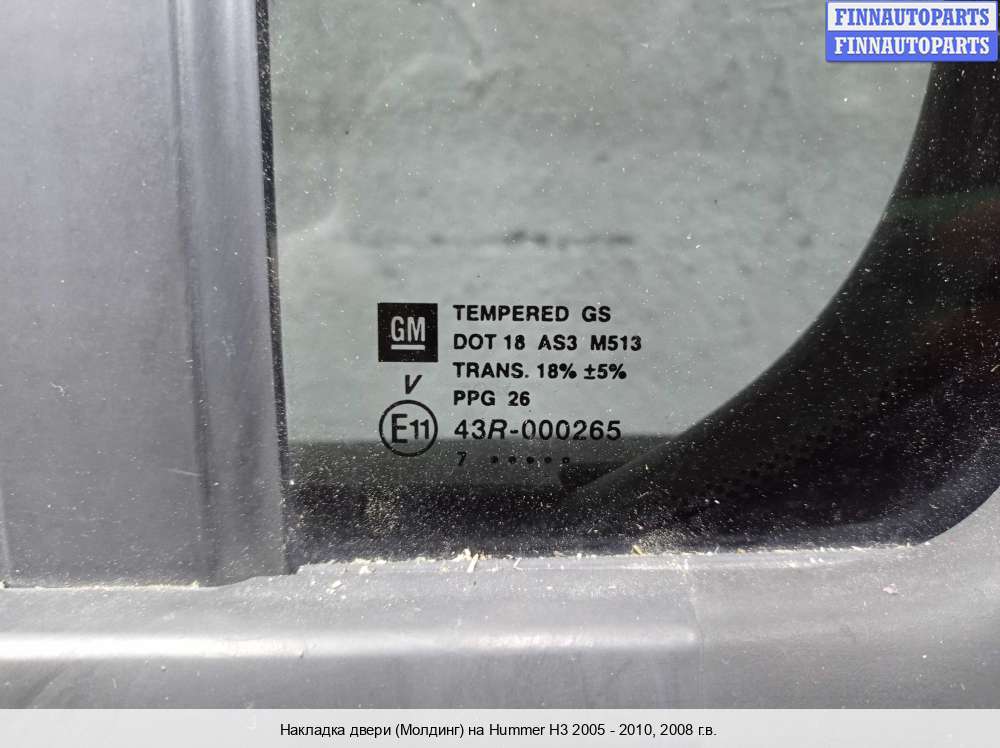 FINNAUTOPARTS
FINNAUTOPARTS
GM
TEMPERED GS
DOT 18 AS3 M513
TRANS. 18% ±5%
V
PPG 26
E11 43R-000265
7 • • • • •
Накладка двери (Молдинг) на Hummer H3 2005 - 2010, 2008 г.в.